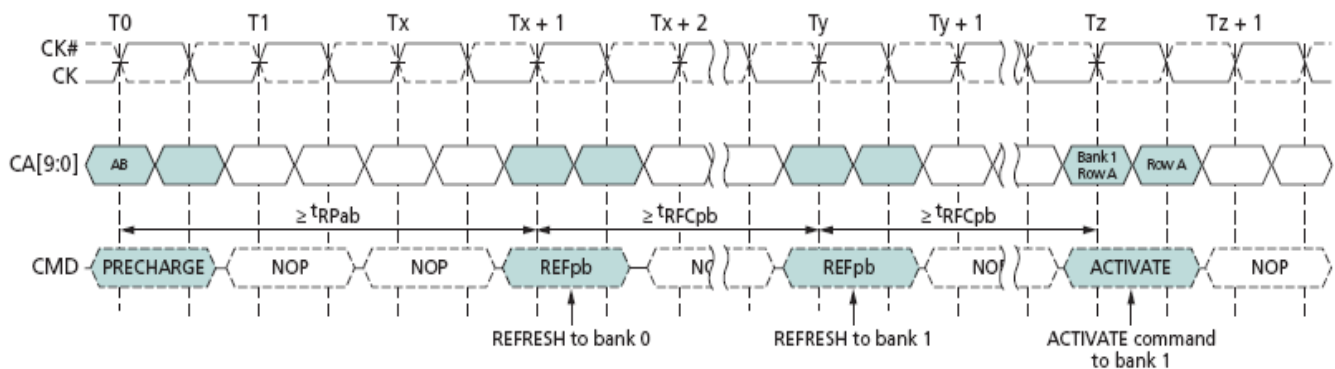 T0 T1 Tx Tx + 1 Tx + 2 Ty Ty + 1 Tz Tz + 1
CK#
CK
CA[9:0] AB Bank 1 Row A Row A
≥ tRPab ≥ tRFCpb ≥ tRFCpb
CMD PRECHARGE NOP NOP REFpb REFpb ACTIVATE NOP
REFRESH to bank 0 REFRESH to bank 1 ACTIVATE command
to bank 1